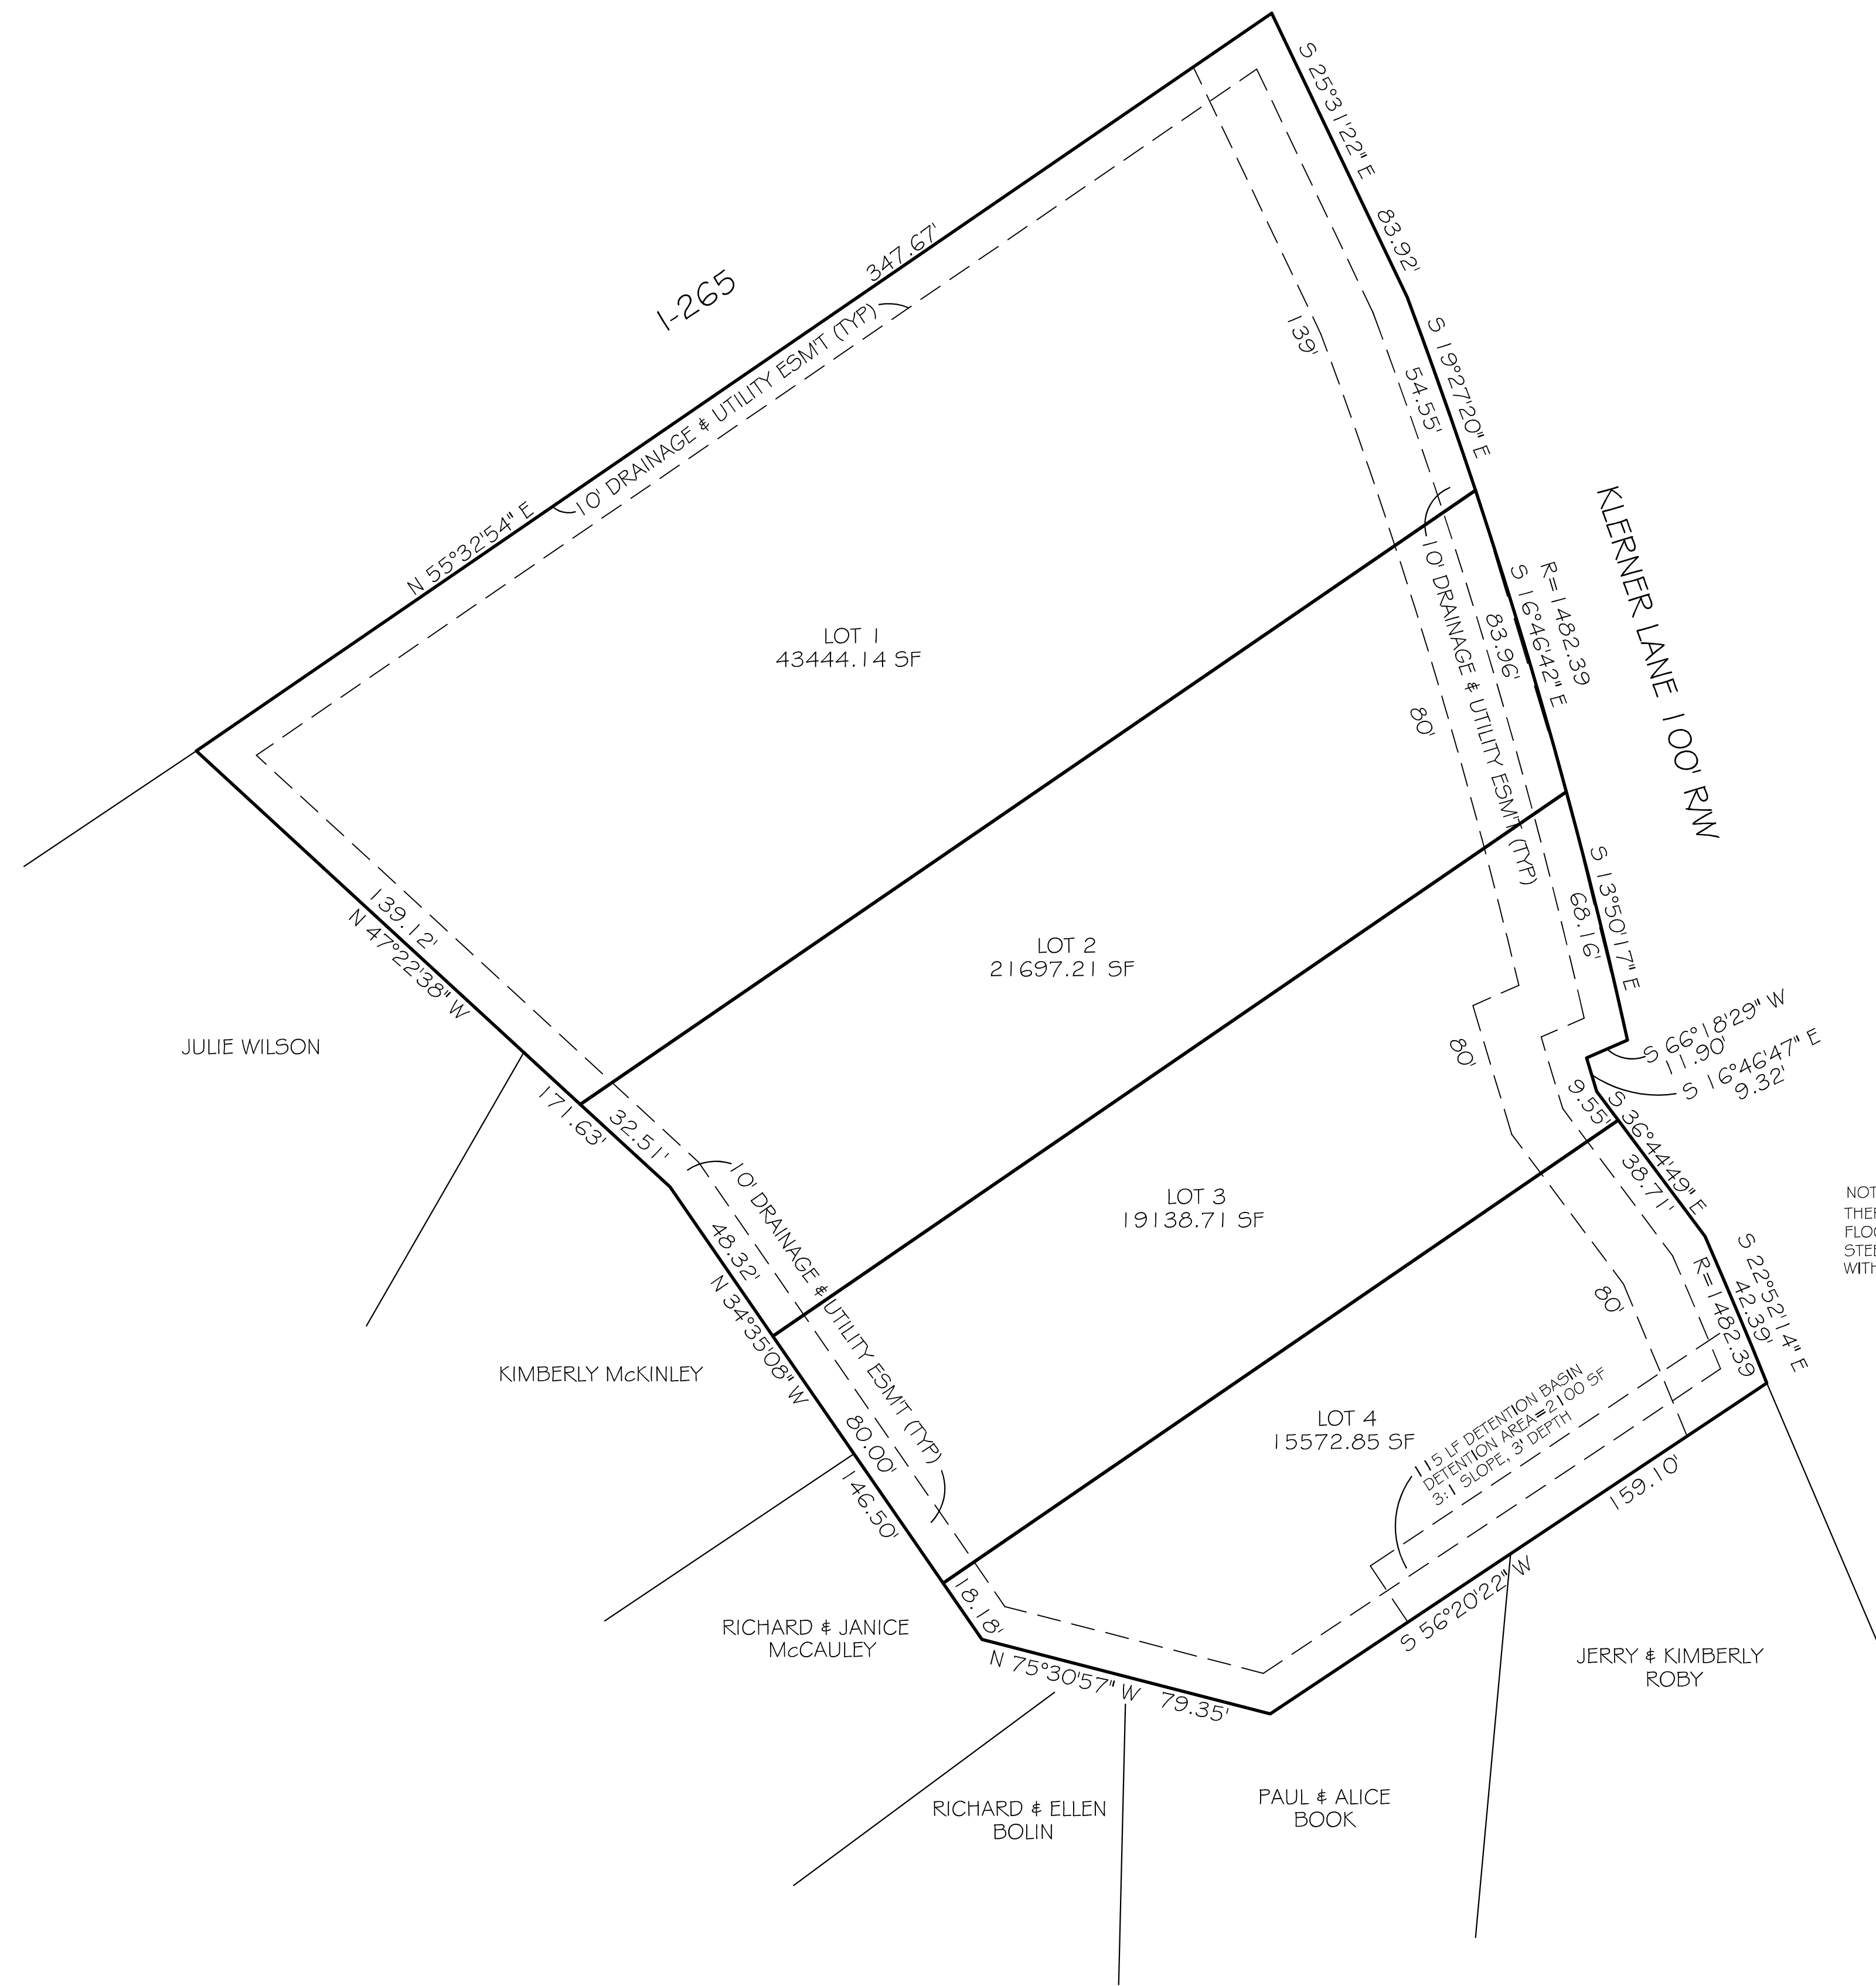 I-265
N 55°32'54" E
347.67'
10' DRAINAGE & UTILITY ESM'T (TYP)
S 25°31'22" E
83.92'
139'
54.55'
S 19°27'20" E
KLERNER LANE 100' R/W
LOT 1
43444.14 SF
10' DRAINAGE & UTILITY ESM'T (TYP)
83.96'
S 16°46'42" E
R=1482.39
80'
139.12'
N 47°22'38" W
LOT 2
21697.21 SF
68.16'
S 13°50'17" E
S 66°18'29" W
11.90'
S 16°46'47" E
9.32'
JULIE WILSON
80'
171.63'
32.51'
9.55'
S 36°44'49" E
38.71'
10' DRAINAGE & UTILITY ESM'T (TYP)
48.32'
N 34°35'08" W
LOT 3
19138.71 SF
80'
R=1482.39
42.39'
S 22°52'14" E
KIMBERLY McKINLEY
80.00'
146.50'
LOT 4
15572.85 SF
115 LF DETENTION BASIN
DETENTION AREA=2100 SF
3:1 SLOPE, 3' DEPTH
159.10'
S 56°20'22" W
18.18'
RICHARD & JANICE
McCAULEY
N 75°30'57" W
79.35'
JERRY & KIMBERLY
ROBY
RICHARD & ELLEN
BOLIN
PAUL & ALICE
BOOK
NOT
THE
FLO
STE
WITH